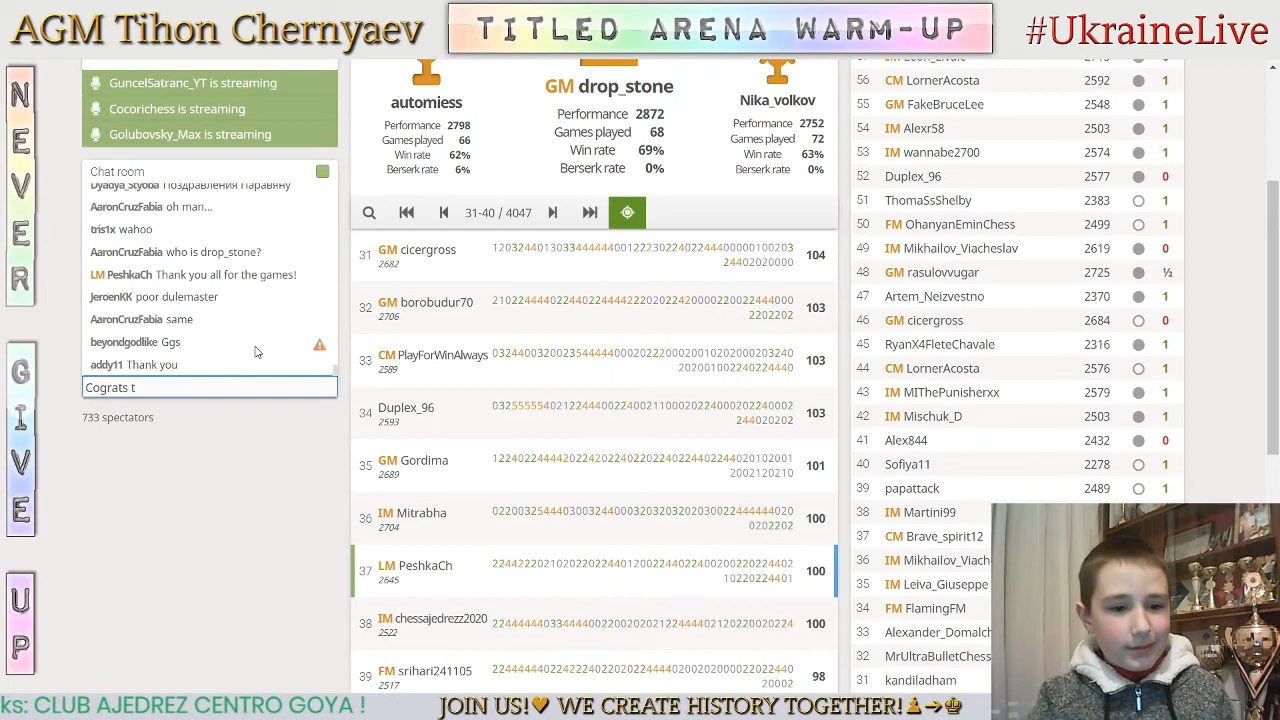 AGM Tihon Chernyaev
TITLED ARENA WARM-UP
#UkraineLive
NEVER
GIVE
UP
GuncelSatranc_YT is streaming
Cocorichess is streaming
Golubovsky_Max is streaming
Chat room
Dyadya_Styoba Поздравления Паравяну
AaronCruzFabia oh man...
tris1x wahoo
AaronCruzFabia who is drop_stone?
LM PeshkaCh Thank you all for the games!
JeroenKK poor dulemaster
AaronCruzFabia same
beyondgodlike Ggs
addy11 Thank you
Cograts t
733 spectators
automiess
Performance 2798
Games played 66
Win rate 62%
Berserk rate 6%
GM drop_stone
Performance 2872
Games played 68
Win rate 69%
Berserk rate 0%
Nika_volkov
Performance 2752
Games played 72
Win rate 63%
Berserk rate 0%
31-40 / 4047
31 GM cicergross 104
2682
32 GM borobudur70 103
2706
33 CM PlayForWinAlways 103
2589
34 Duplex_96 103
2593
35 GM Gordima 101
2689
36 IM Mitrabha 100
2704
37 LM PeshkaCh 100
2645
38 IM chessajedrezz2020 100
2522
39 FM srihari241105 98
2517
56 CM LornerAcosta 2592 1
55 GM FakeBruceLee 2548 1
54 IM Alexr58 2503 1
53 IM wannabe2700 2574 1
52 Duplex_96 2577 0
51 ThomaSsShelby 2383 1
50 FM OhanyanEminChess 2499 1
49 IM Mikhailov_Viacheslav 2619 0
48 GM rasulovvugar 2725 ½
47 Artem_Neizvestno 2370 1
46 GM cicergross 2684 0
45 RyanX4FleteChavale 2316 1
44 CM LornerAcosta 2576 1
43 IM MIThePunisherxx 2579 1
42 IM Mischuk_D 2503 1
41 Alex844 2432 0
40 Sofiya11 2278 1
39 papattack 2489 1
38 IM Martini99
37 CM Brave_spirit12
36 IM Mikhailov_Viach
35 IM Leiva_Giuseppe
34 FM FlamingFM
33 Alexander_Domalch
32 MrUltraBulletChess
31 kandiladham
ks: CLUB AJEDREZ CENTRO GOYA !
JOIN US! WE CREATE HISTORY TOGETHER!